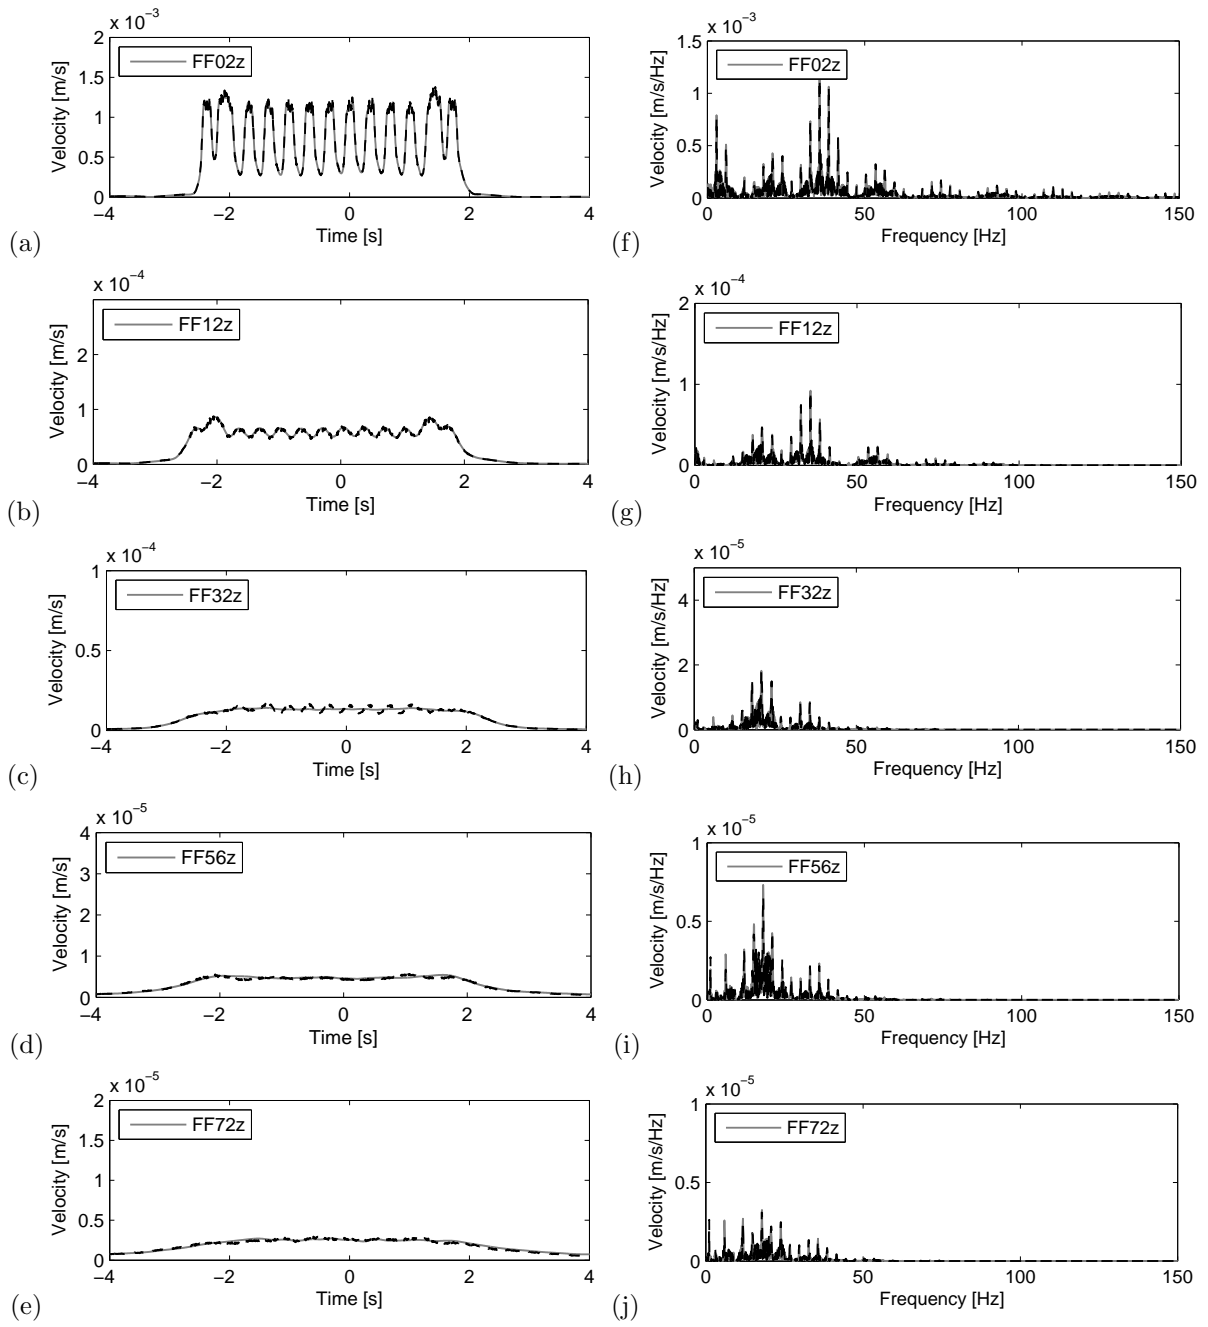 x 10⁻³
2
1.5
1
0.5
0
Velocity [m/s]
FF02z
−4 −2 0 2 4
Time [s]
(a)
x 10⁻³
1.5
1
0.5
0
Velocity [m/s/Hz]
FF02z
0 50 100 150
Frequency [Hz]
(f)
x 10⁻⁴
2
1
0
Velocity [m/s]
FF12z
−4 −2 0 2 4
Time [s]
(b)
x 10⁻⁴
2
1
0
Velocity [m/s/Hz]
FF12z
0 50 100 150
Frequency [Hz]
(g)
x 10⁻⁴
1
0.5
0
Velocity [m/s]
FF32z
−4 −2 0 2 4
Time [s]
(c)
x 10⁻⁵
4
2
0
Velocity [m/s/Hz]
FF32z
0 50 100 150
Frequency [Hz]
(h)
x 10⁻⁵
4
3
2
1
0
Velocity [m/s]
FF56z
−4 −2 0 2 4
Time [s]
(d)
x 10⁻⁵
1
0.5
0
Velocity [m/s/Hz]
FF56z
0 50 100 150
Frequency [Hz]
(i)
x 10⁻⁵
2
1.5
1
0.5
0
Velocity [m/s]
FF72z
−4 −2 0 2 4
Time [s]
(e)
x 10⁻⁵
1
0.5
0
Velocity [m/s/Hz]
FF72z
0 50 100 150
Frequency [Hz]
(j)